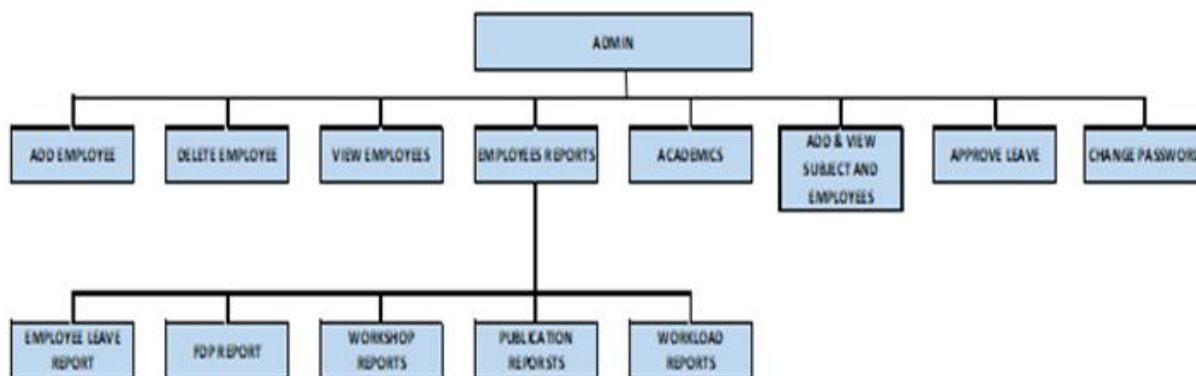 ADMIN
ADD EMPLOYEE
DELETE EMPLOYEE
VIEW EMPLOYEES
EMPLOYEES REPORTS
ACADEMICS
ADD & VIEW
SUBJECT AND
EMPLOYEES
APPROVE LEAVE
CHANGE PASSWORD
EMPLOYEE LEAVE
REPORT
FDP REPORT
WORKSHOP
REPORTS
PUBLICATION
REPORSTS
WORKLOAD
REPORTS